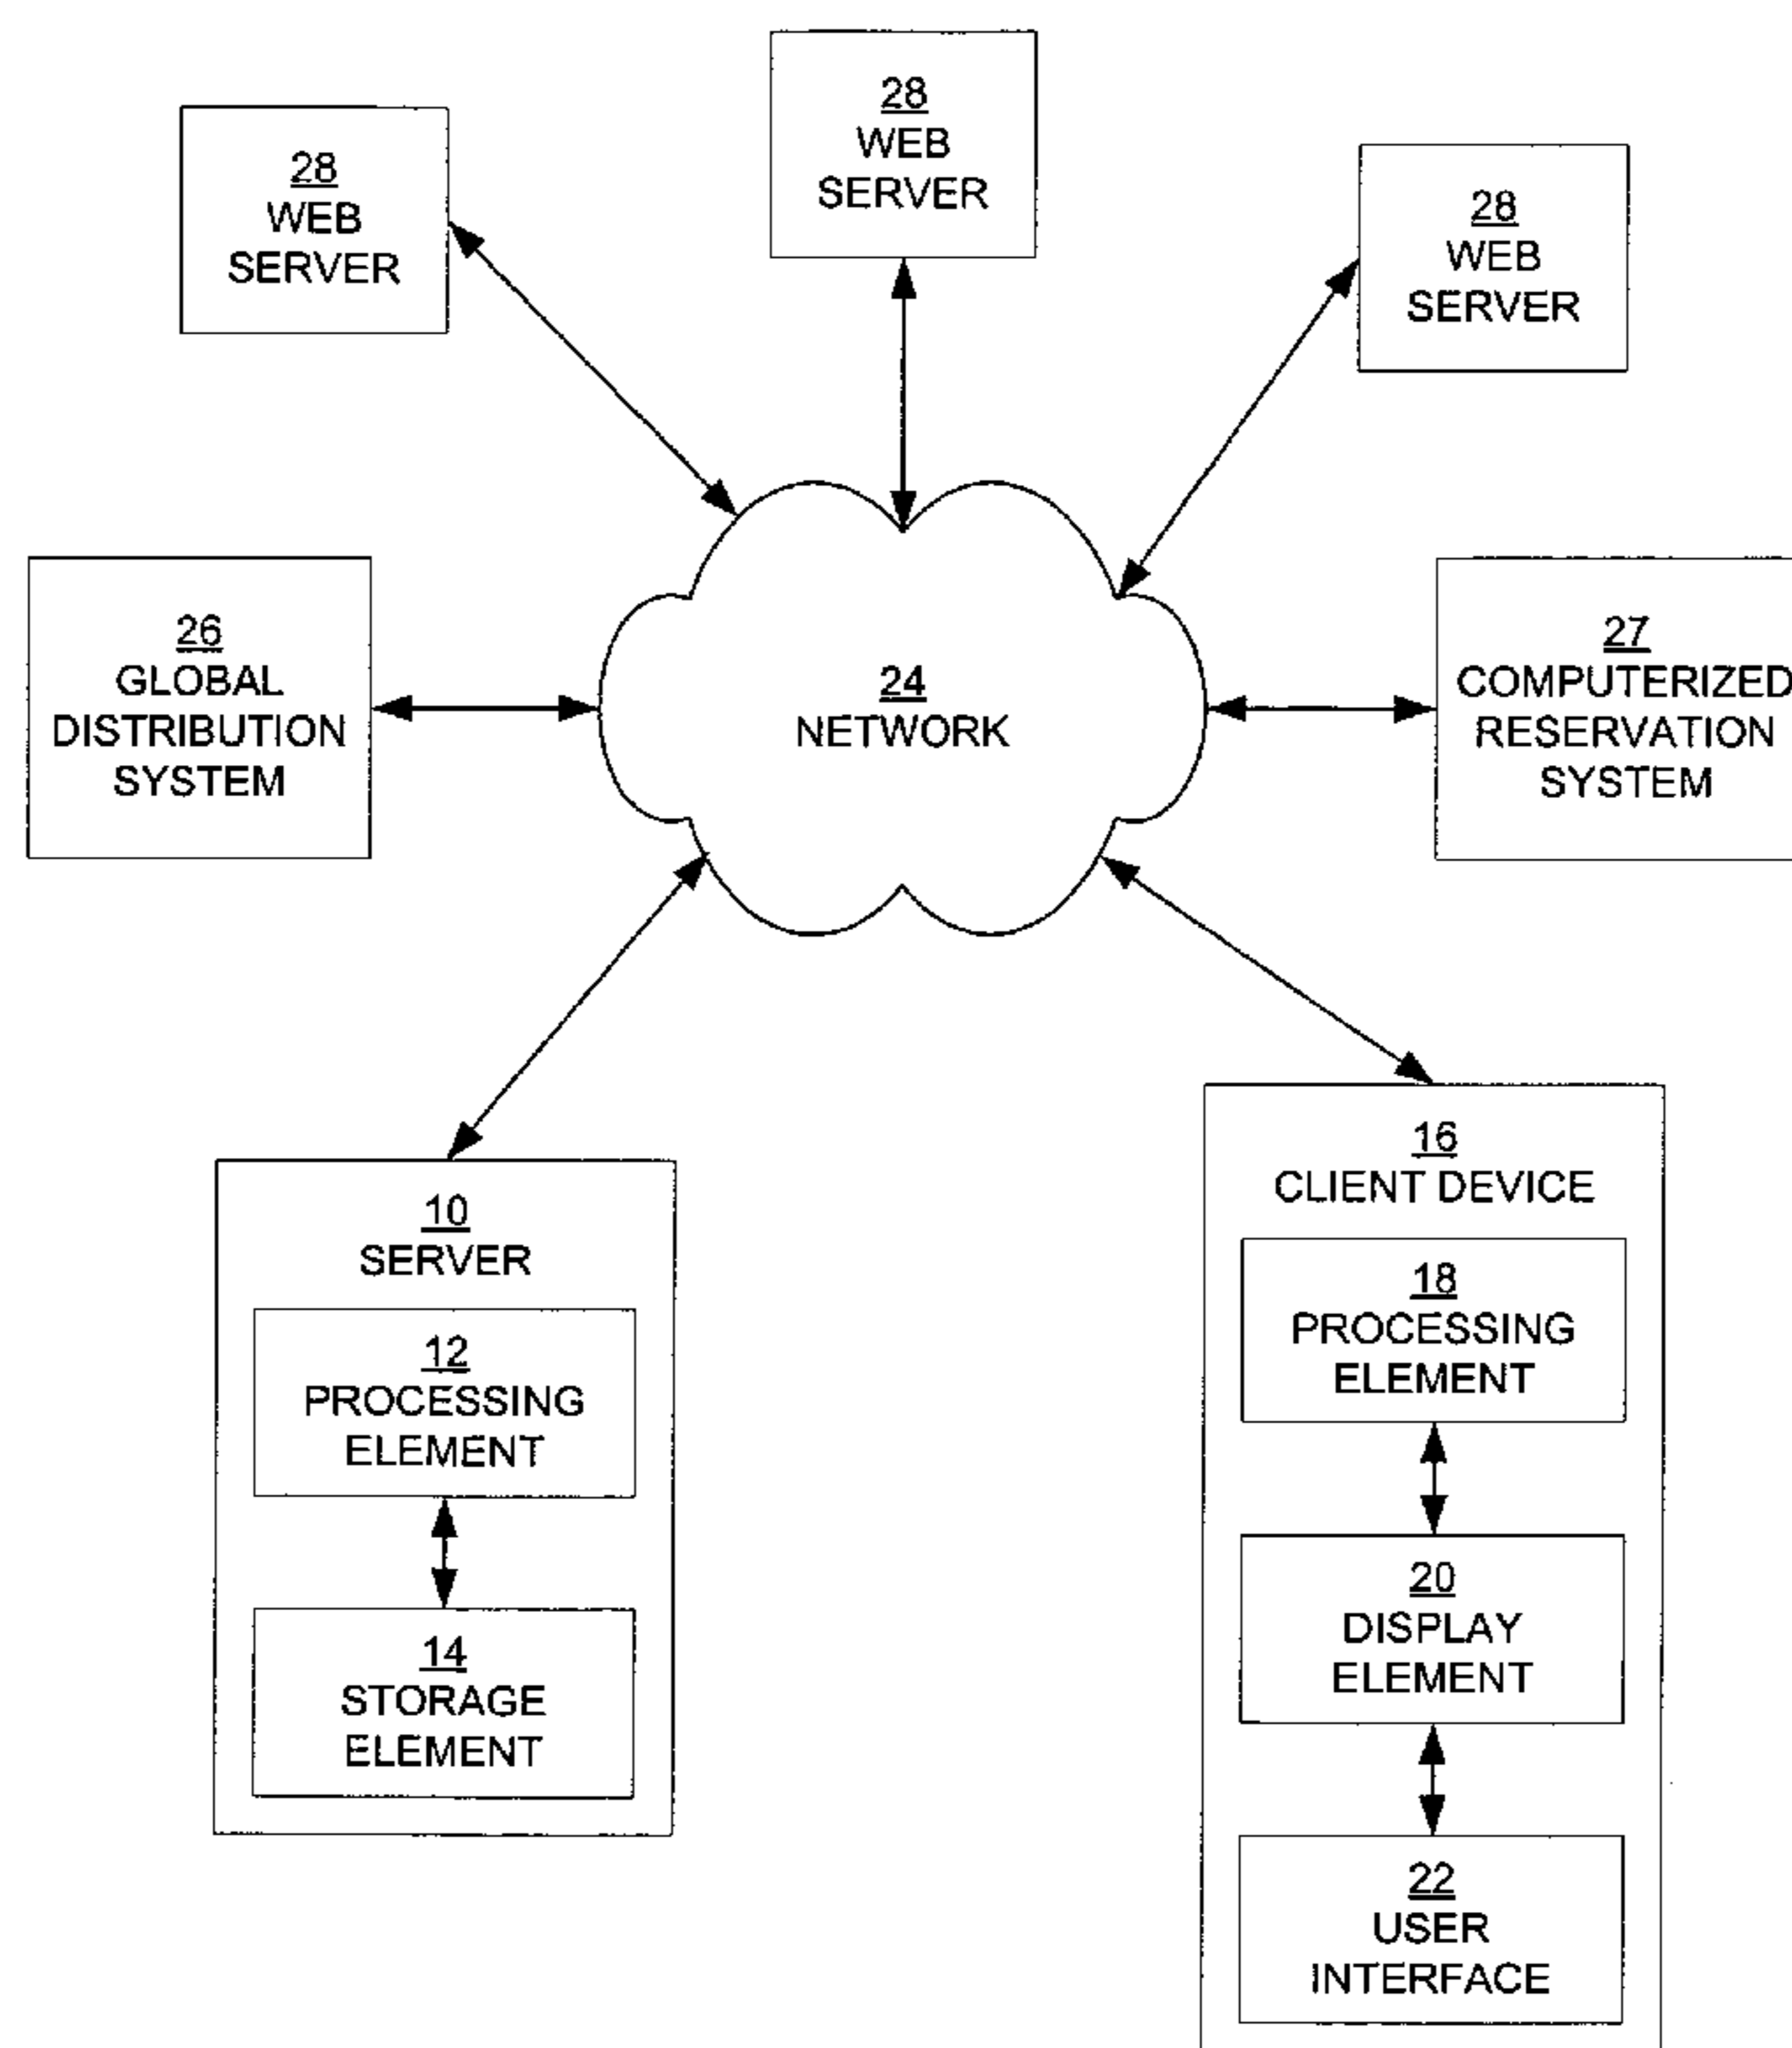 28
WEB
SERVER
28
WEB
SERVER
28
WEB
SERVER
26
GLOBAL
DISTRIBUTION
SYSTEM
24
NETWORK
27
COMPUTERIZED
RESERVATION
SYSTEM
10
SERVER
12
PROCESSING
ELEMENT
14
STORAGE
ELEMENT
16
CLIENT DEVICE
18
PROCESSING
ELEMENT
20
DISPLAY
ELEMENT
22
USER
INTERFACE